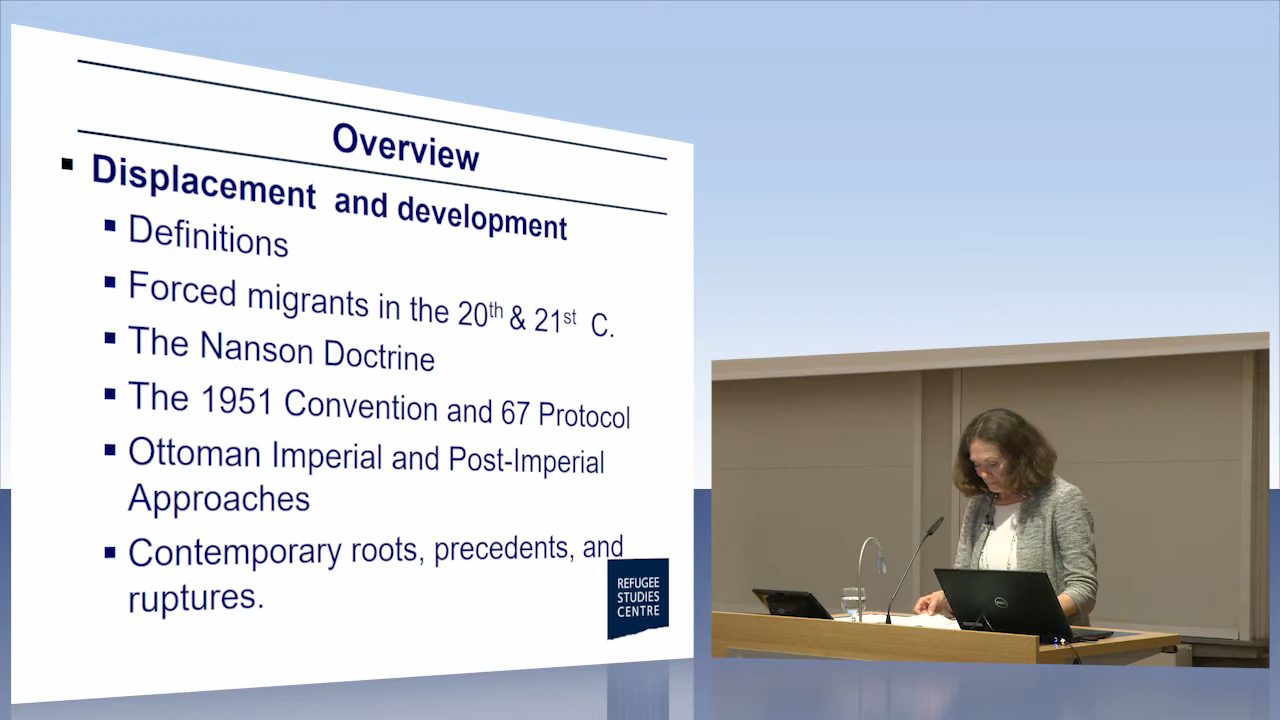 Overview
Displacement and development
Definitions
Forced migrants in the 20th & 21st C.
The Nanson Doctrine
The 1951 Convention and 67 Protocol
Ottoman Imperial and Post-Imperial
Approaches
Contemporary roots, precedents, and
ruptures.
REFUGEE
STUDIES
CENTRE
DELL